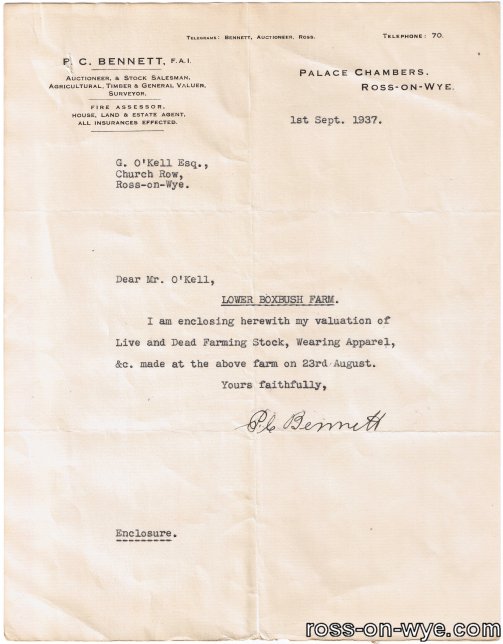 Telegrams: Bennett, Auctioneer, Ross.
Telephone: 70.
P. C. BENNETT, F.A.I.
Auctioneer, & Stock Salesman,
Agricultural, Timber & General Valuer,
Surveyor.
Fire Assessor,
House, Land & Estate Agent,
All Insurances Effected.
Palace Chambers,
Ross-on-Wye.
1st Sept. 1937.
G. O'Kell Esq.,
Church Row,
Ross-on-Wye.
Dear Mr. O'Kell,
LOWER BOXBUSH FARM.
I am enclosing herewith my valuation of
Live and Dead Farming Stock, Wearing Apparel,
&c. made at the above farm on 23rd August.
Yours faithfully,
P.C Bennett
Enclosure.
ross-on-wye.com